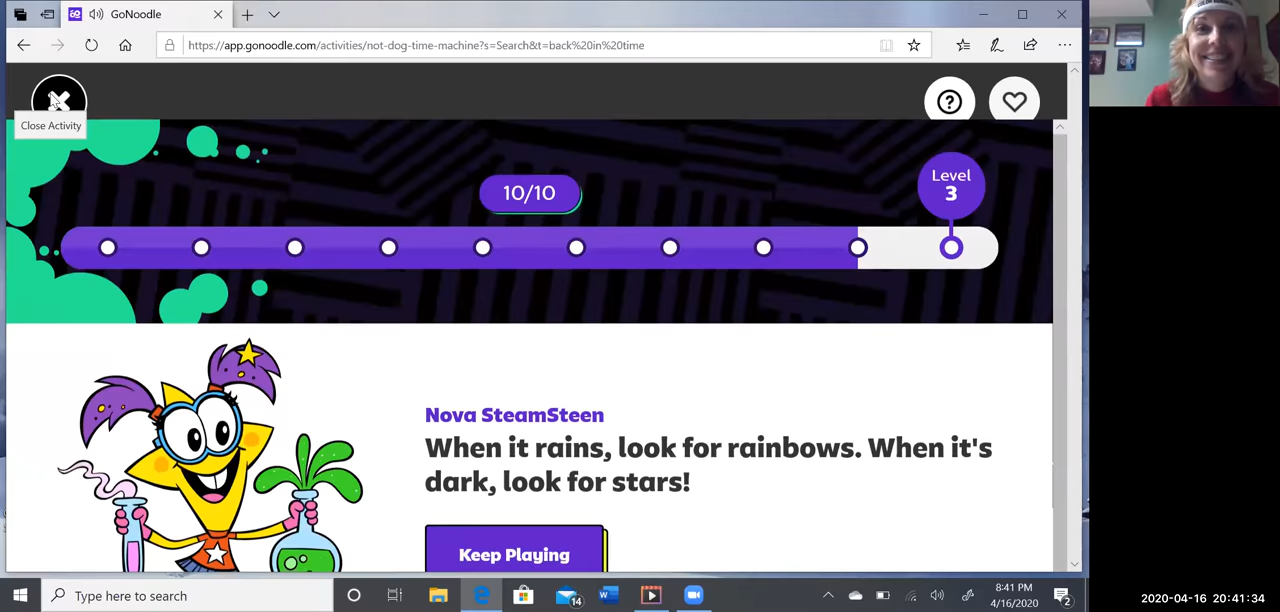 GoNoodle
https://app.gonoodle.com/activities/not-dog-time-machine?s=Search&t=back%20in%20time
Close Activity
10/10
Level
3
Nova SteamSteen
When it rains, look for rainbows. When it's
dark, look for stars!
Keep Playing
Type here to search
14
8:41 PM
4/16/2020
2
2020-04-16 20:41:34